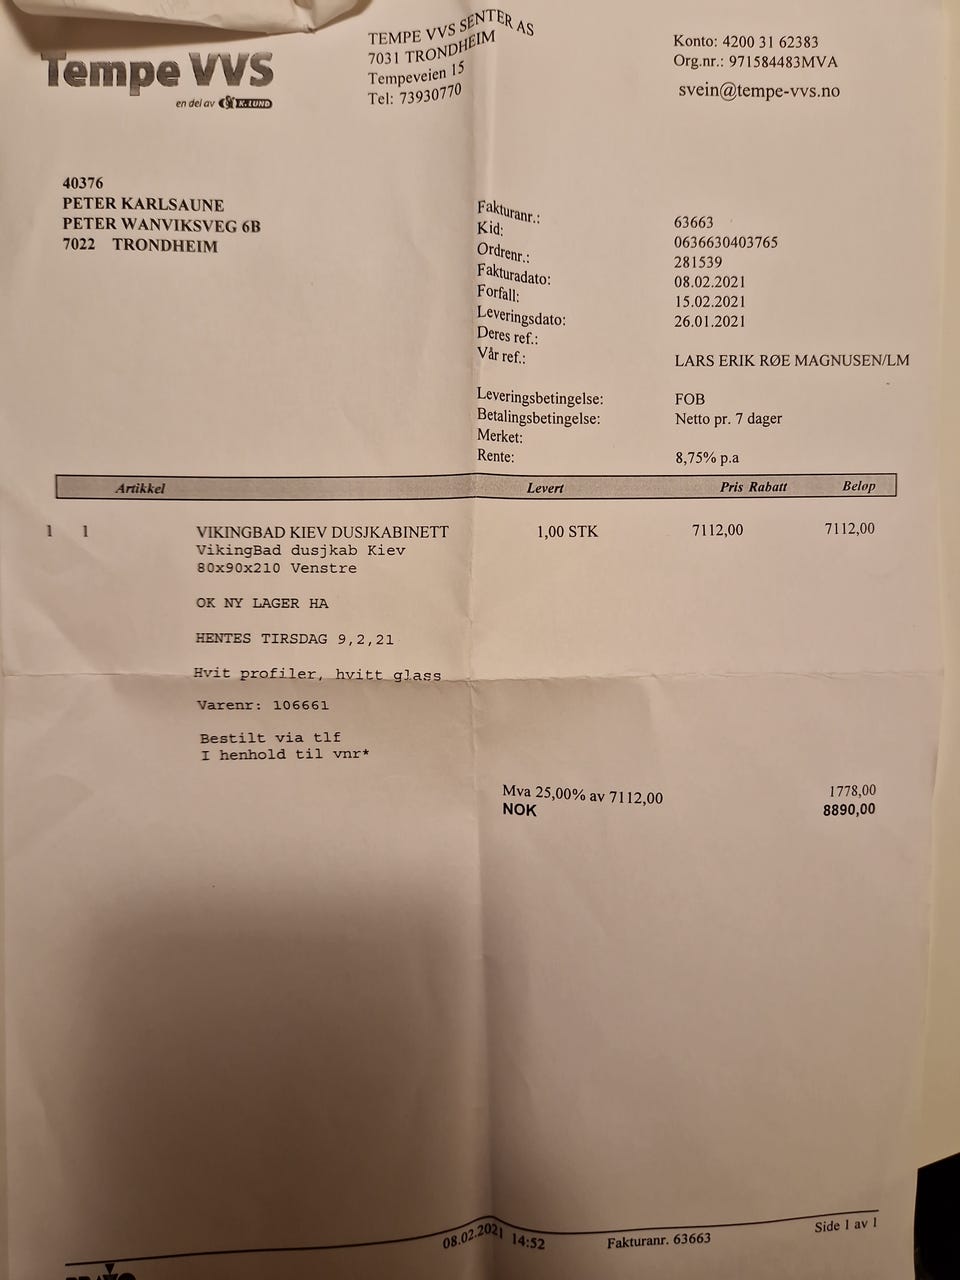 Tempe VVS
en del av K. LUND
TEMPE VVS SENTER AS
7031 TRONDHEIM
Tempeveien 15
Tel: 73930770
Konto: 4200 31 62383
Org.nr.: 971584483MVA
svein@tempe-vvs.no
40376
PETER KARLSAUNE
PETER WANVIKSVEG 6B
7022 TRONDHEIM
Fakturanr.: 63663
Kid: 0636630403765
Ordrenr.: 281539
Fakturadato: 08.02.2021
Forfall: 15.02.2021
Leveringsdato: 26.01.2021
Deres ref.:
Vår ref.: LARS ERIK RØE MAGNUSEN/LM
Leveringsbetingelse: FOB
Betalingsbetingelse: Netto pr. 7 dager
Merket:
Rente: 8,75% p.a
Artikkel Levert Pris Rabatt Beløp
1 1 VIKINGBAD KIEV DUSJKABINETT 1,00 STK 7112,00 7112,00
VikingBad dusjkab Kiev
80x90x210 Venstre
OK NY LAGER HA
HENTES TIRSDAG 9,2,21
Hvit profiler, hvitt glass
Varenr: 106661
Bestilt via tlf
I henhold til vnr*
Mva 25,00% av 7112,00 1778,00
NOK 8890,00
08.02.2021 14:52 Fakturanr. 63663 Side 1 av 1